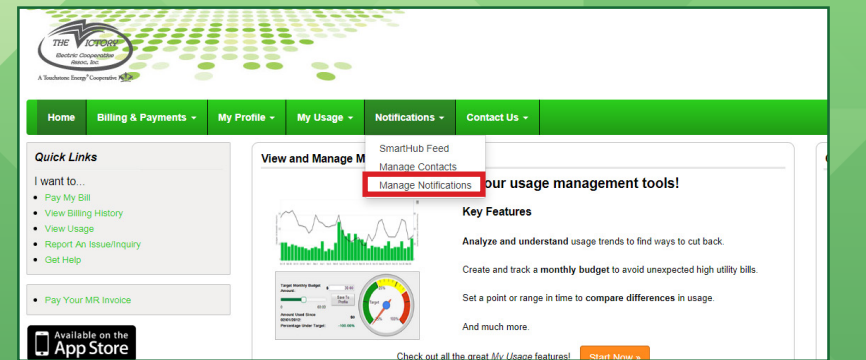 THE VICTORY
Electric Cooperative
Assoc, Inc.
A Touchstone Energy® Cooperative
Home Billing & Payments My Profile My Usage Notifications Contact Us
SmartHub Feed
Manage Contacts
Manage Notifications
Quick Links
I want to...
Pay My Bill
View Billing History
View Usage
Report An Issue/Inquiry
Get Help
Pay Your MR Invoice
Available on the
App Store
View and Manage M
our usage management tools!
Key Features
Analyze and understand usage trends to find ways to cut back.
Create and track a monthly budget to avoid unexpected high utility bills.
Set a point or range in time to compare differences in usage.
And much more.
Target Monthly Budget
Amount:
Save To
Profile
Amount Used Since
Percentage Under Target:
Target
Check out all the great My Usage features! Start Now »